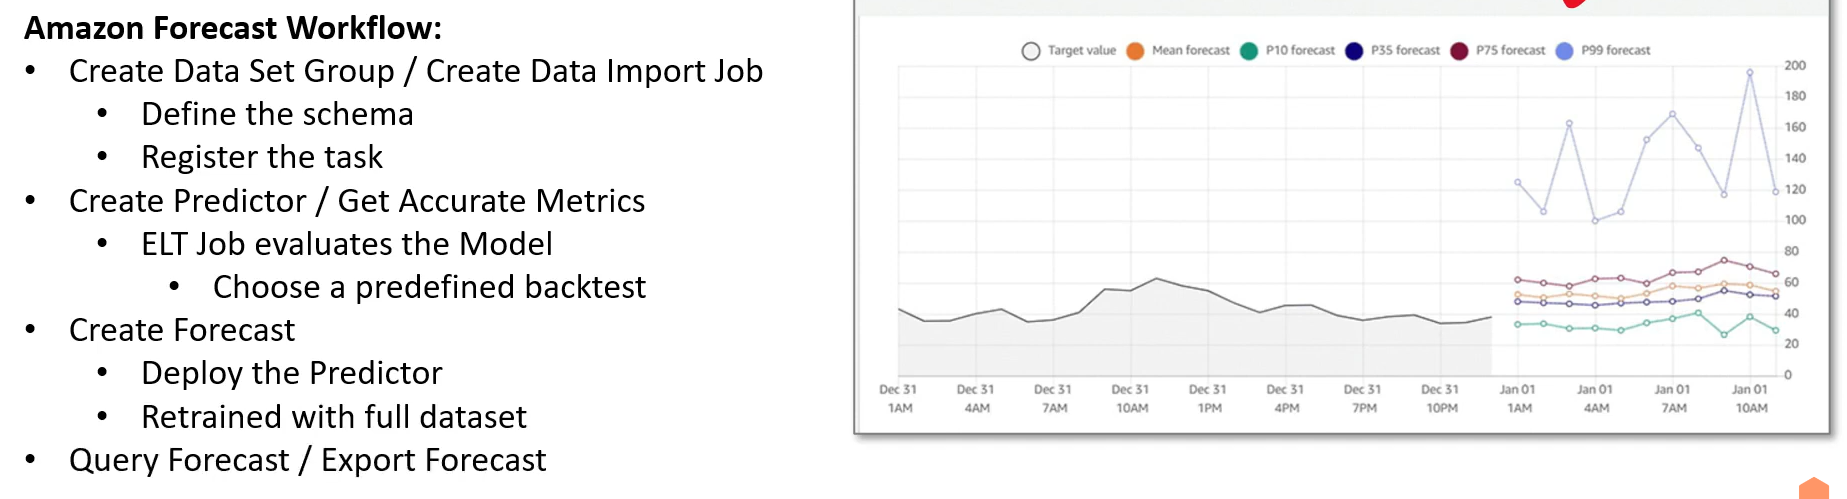 Amazon Forecast Workflow:
• Create Data Set Group / Create Data Import Job
• Define the schema
• Register the task
• Create Predictor / Get Accurate Metrics
• ELT Job evaluates the Model
• Choose a predefined backtest
• Create Forecast
• Deploy the Predictor
• Retrained with full dataset
• Query Forecast / Export Forecast
Target value Mean forecast P10 forecast P35 forecast P75 forecast P99 forecast
200
180
160
140
120
100
80
60
40
20
0
Dec 31 Dec 31 Dec 31 Dec 31 Dec 31 Dec 31 Dec 31 Dec 31 Jan 01 Jan 01 Jan 01 Jan 01
1AM 4AM 7AM 10AM 1PM 4PM 7PM 10PM 1AM 4AM 7AM 10AM